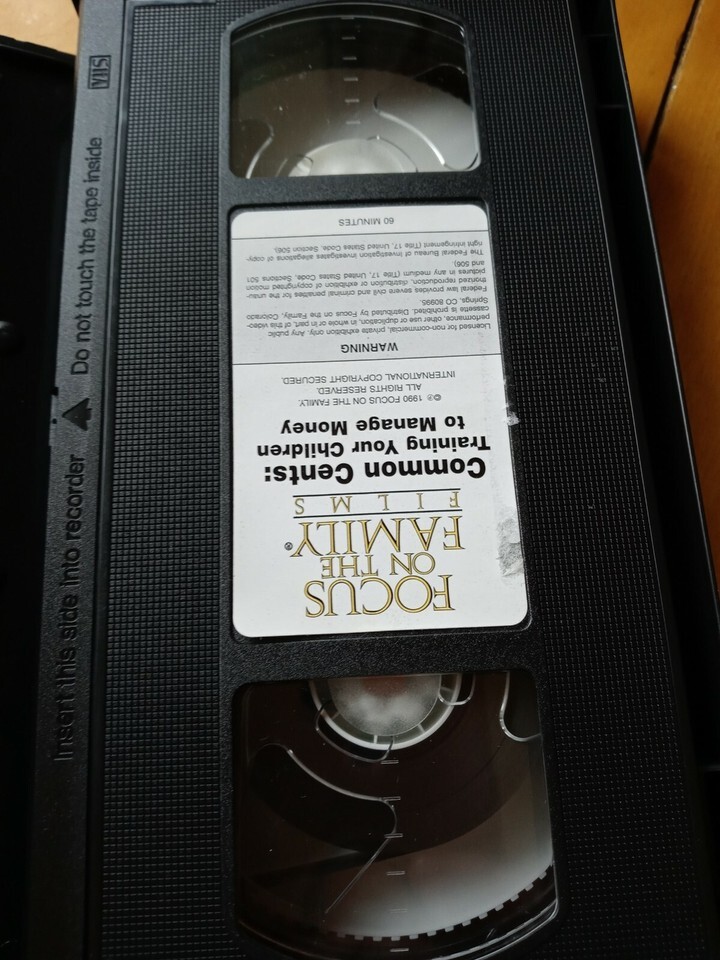 FOCUS
ON THE
FAMILY®
FILMS
Common Cents:
Training Your Children
to Manage Money
©℗ 1990 FOCUS ON THE FAMILY.
ALL RIGHTS RESERVED.
INTERNATIONAL COPYRIGHT SECURED.
WARNING
Licensed for non-commercial, private exhibition only. Any public
performance, other use or duplication, in whole or in part, of this video-
cassette is prohibited. Distributed by Focus on the Family, Colorado
Springs, CO 80995.
Federal law provides severe civil and criminal penalties for the unau-
thorized reproduction, distribution or exhibition of copyrighted motion
pictures in any medium (Title 17, United States Code, Sections 501
and 506).
The Federal Bureau of Investigation investigates allegations of copy-
right infringement (Title 17, United States Code, Section 506).
60 MINUTES
Insert this side into recorder ▲ Do not touch the tape inside
VHS